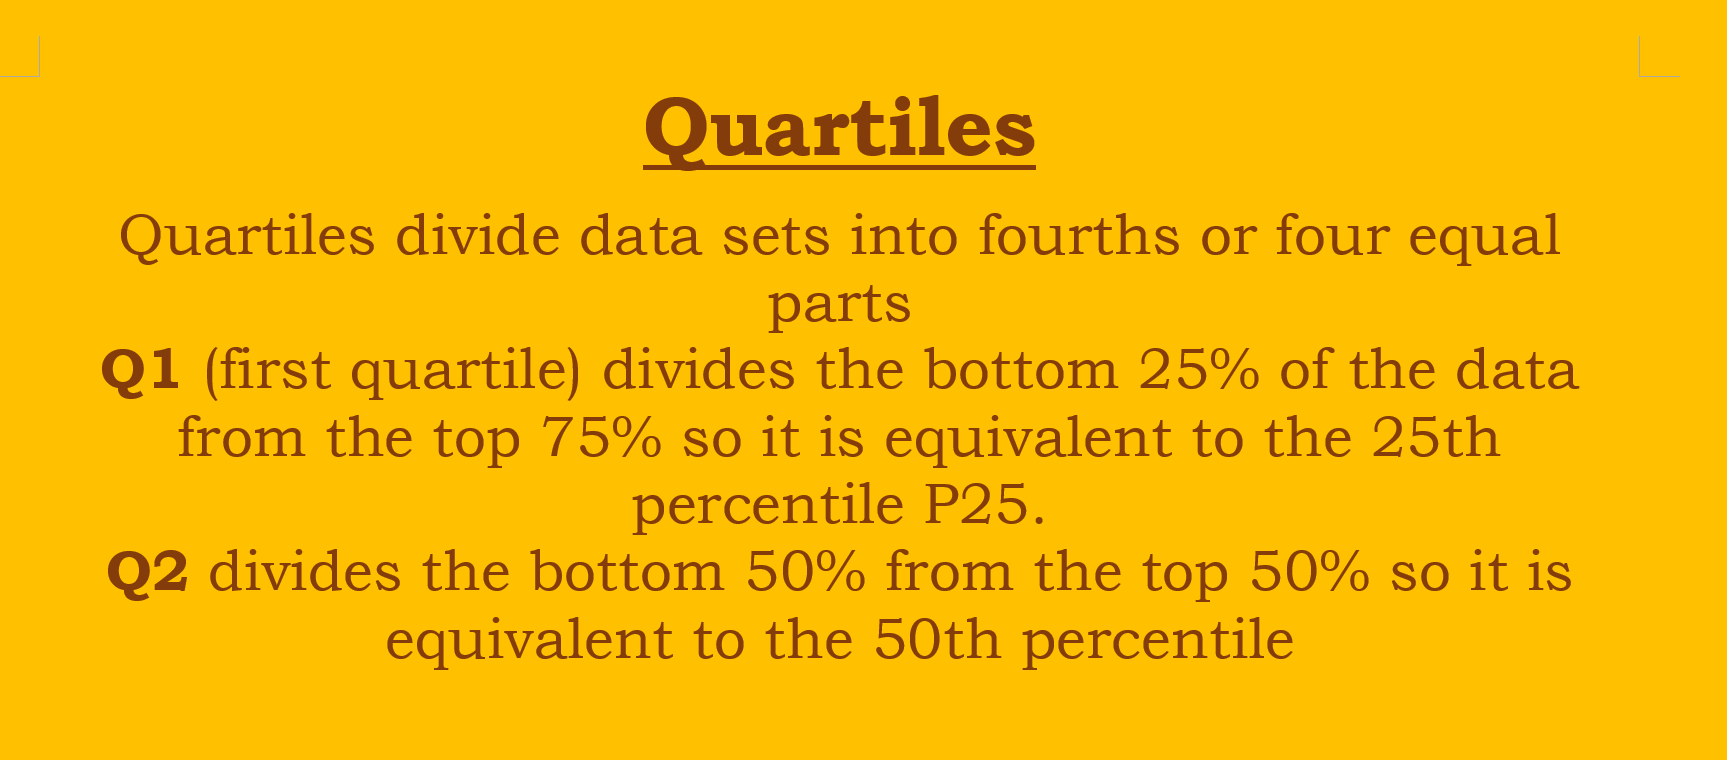 Quartiles
Quartiles divide data sets into fourths or four equal
parts
Q1 (first quartile) divides the bottom 25% of the data
from the top 75% so it is equivalent to the 25th
percentile P25.
Q2 divides the bottom 50% from the top 50% so it is
equivalent to the 50th percentile